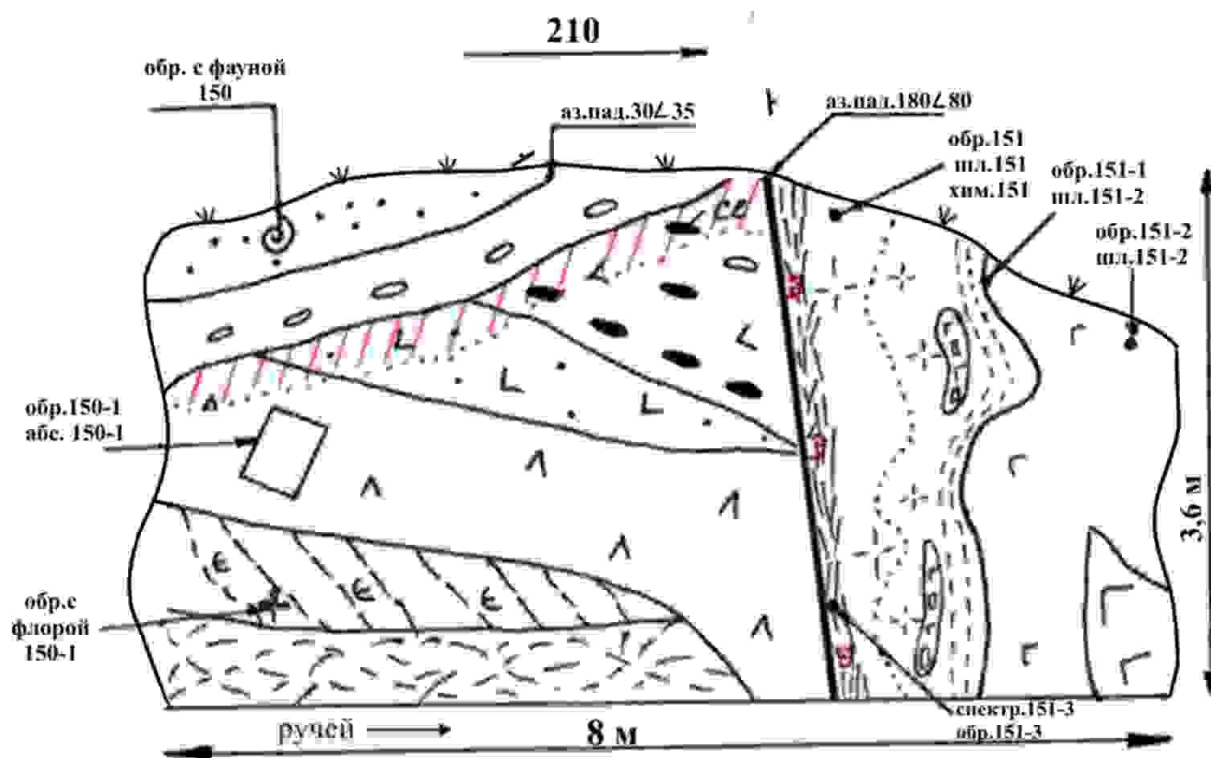 210
обр. с фауной
150
аз.пад.30∠35
аз.пад.180∠80
обр.151
шл.151
хим.151
обр.151-1
шл.151-2
обр.151-2
шл.151-2
обр.150-1
абс. 150-1
3,6 м
обр.с
флорой
150-1
спектр.151-3
обр.151-3
ручей
8 м